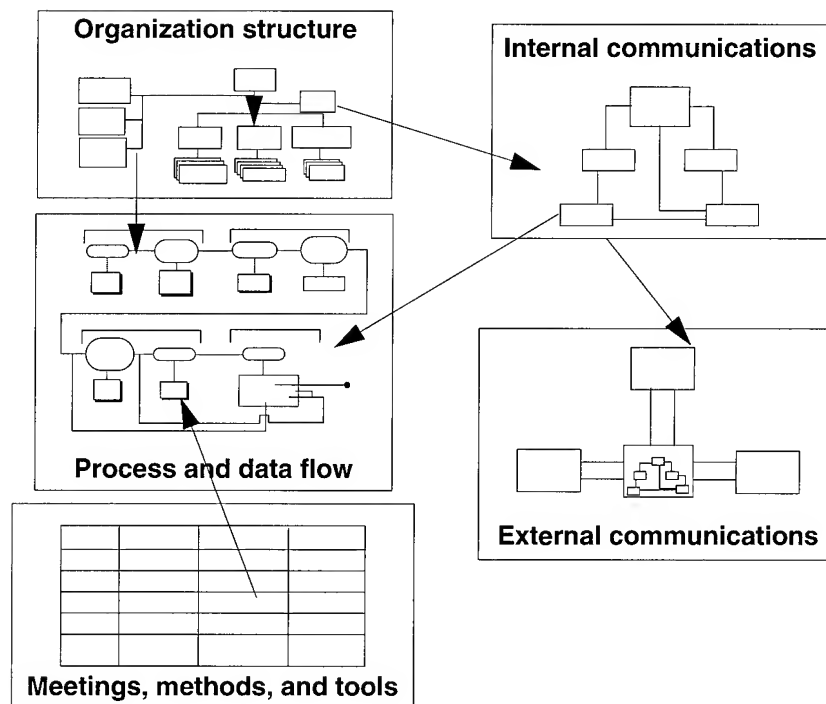 Organization structure
Internal communications
Process and data flow
External communications
Meetings, methods, and tools